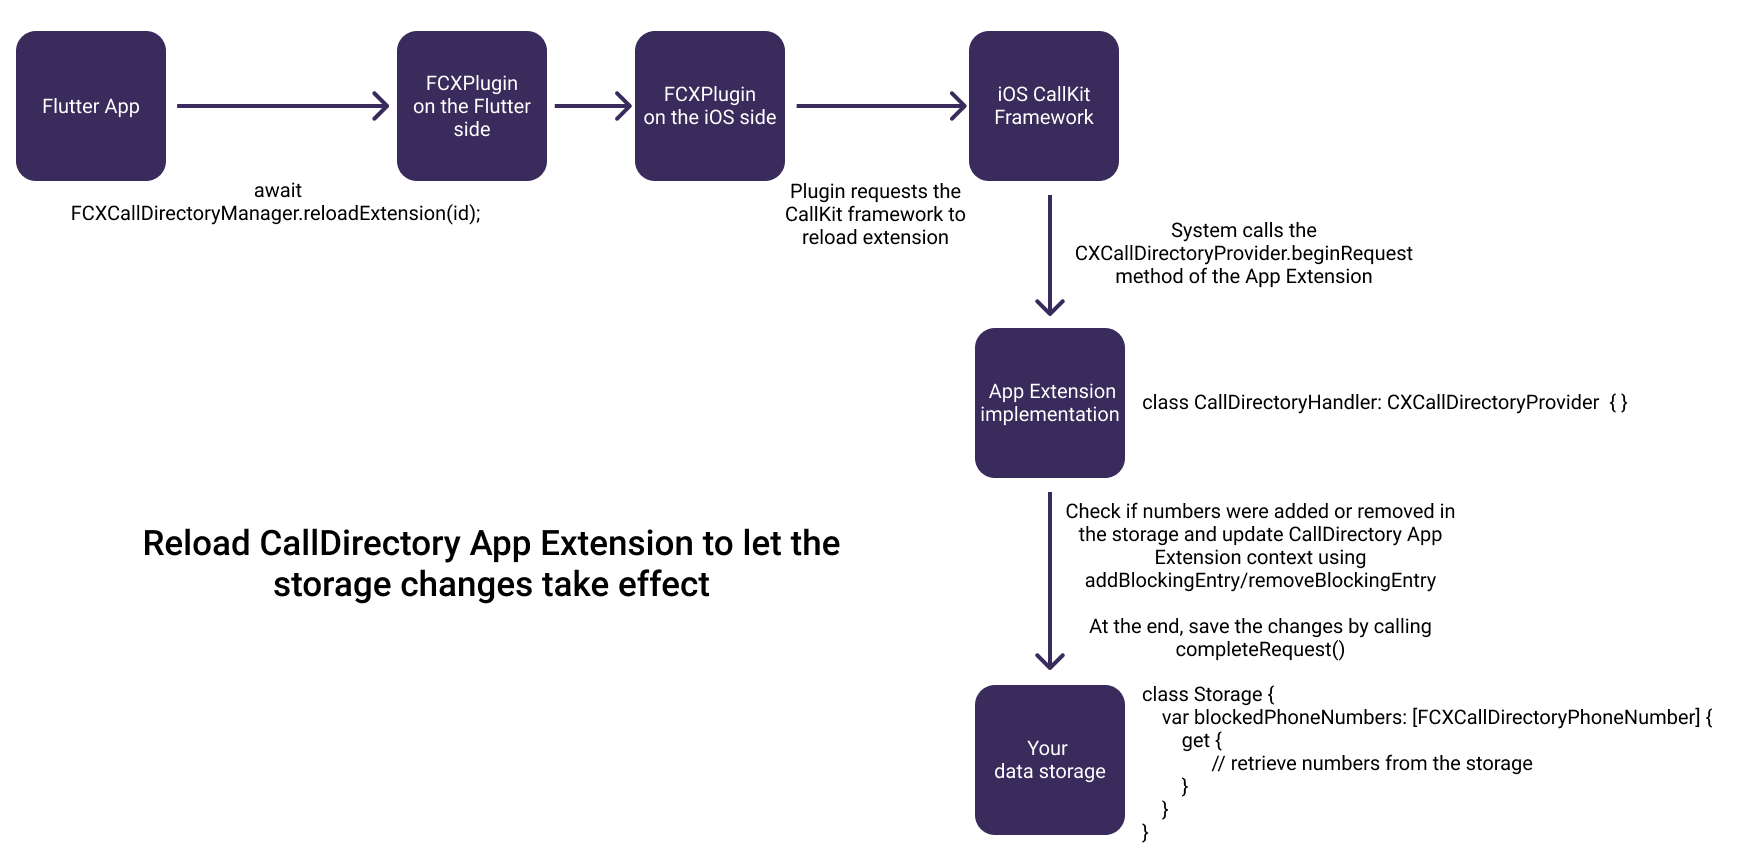 Flutter App
FCXPlugin
on the Flutter
side
FCXPlugin
on the iOS side
iOS CallKit
Framework
await
FCXCallDirectoryManager.reloadExtension(id);
Plugin requests the
CallKit framework to
reload extension
System calls the
CXCallDirectoryProvider.beginRequest
method of the App Extension
App Extension
implementation
class CallDirectoryHandler: CXCallDirectoryProvider { }
Check if numbers were added or removed in
the storage and update CallDirectory App
Extension context using
addBlockingEntry/removeBlockingEntry
At the end, save the changes by calling
completeRequest()
Reload CallDirectory App Extension to let the
storage changes take effect
Your
data storage
class Storage {
var blockedPhoneNumbers: [FCXCallDirectoryPhoneNumber] {
get {
// retrieve numbers from the storage
}
}
}